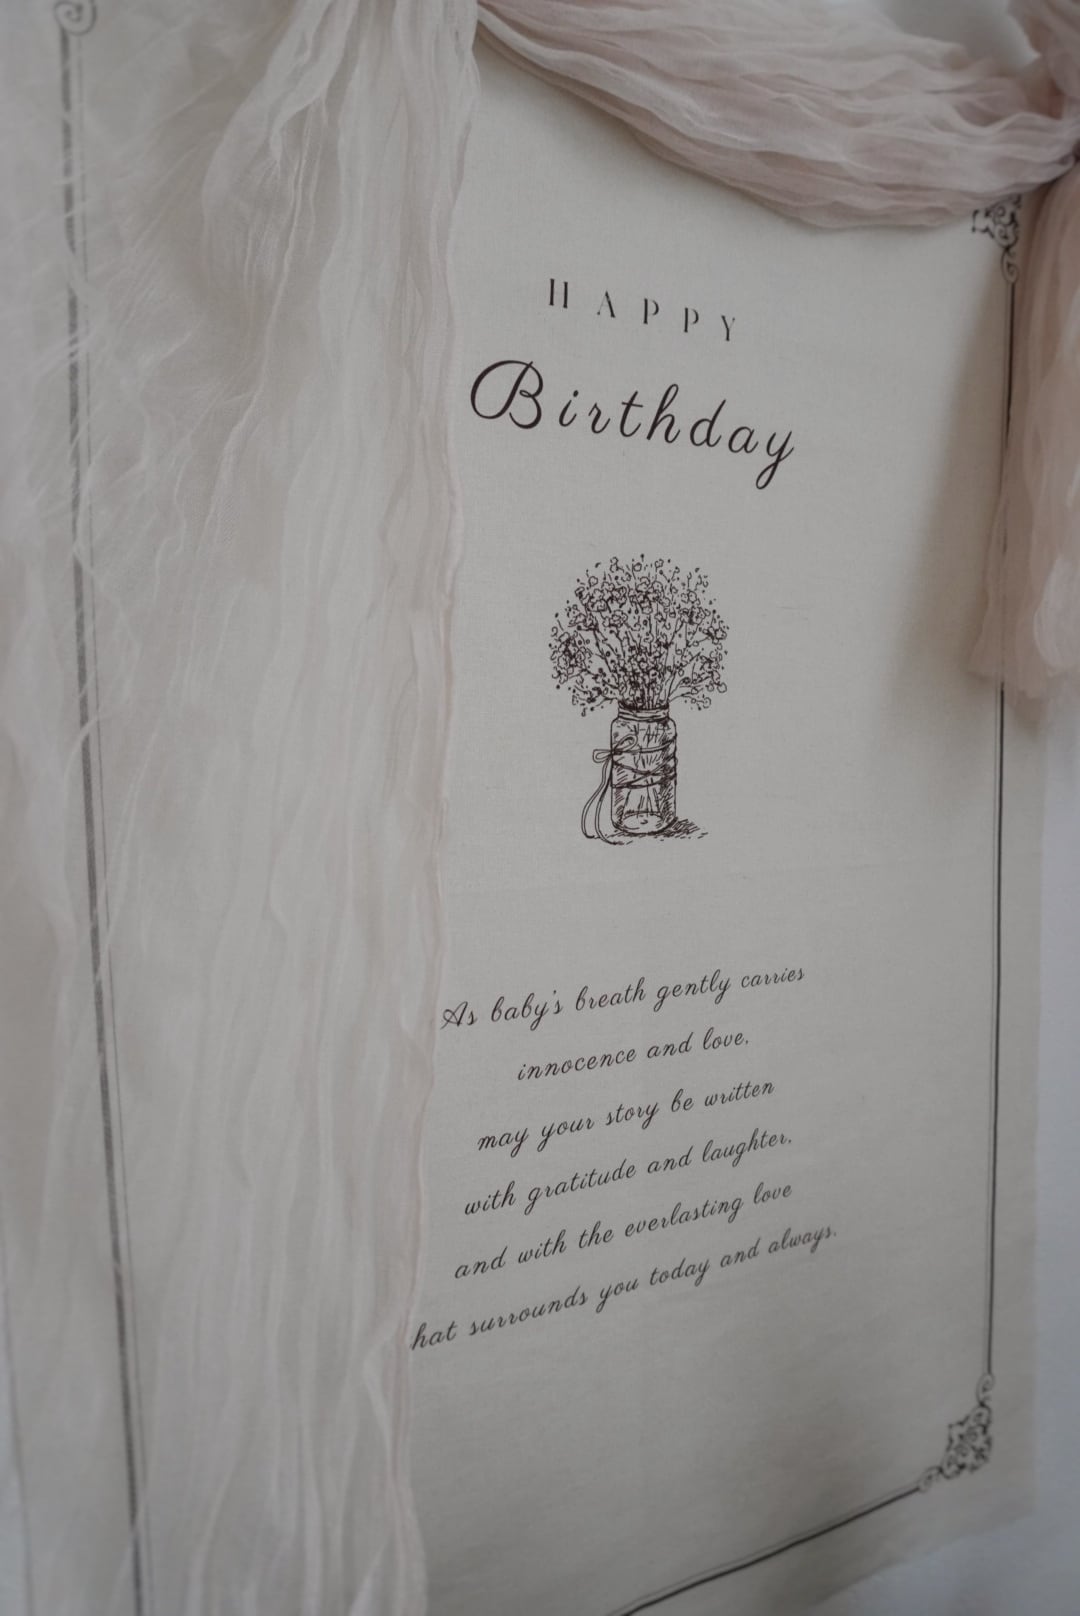 HAPPY
Birthday
As baby's breath gently carries
innocence and love,
may your story be written
with gratitude and laughter,
and with the everlasting love
hat surrounds you today and always.